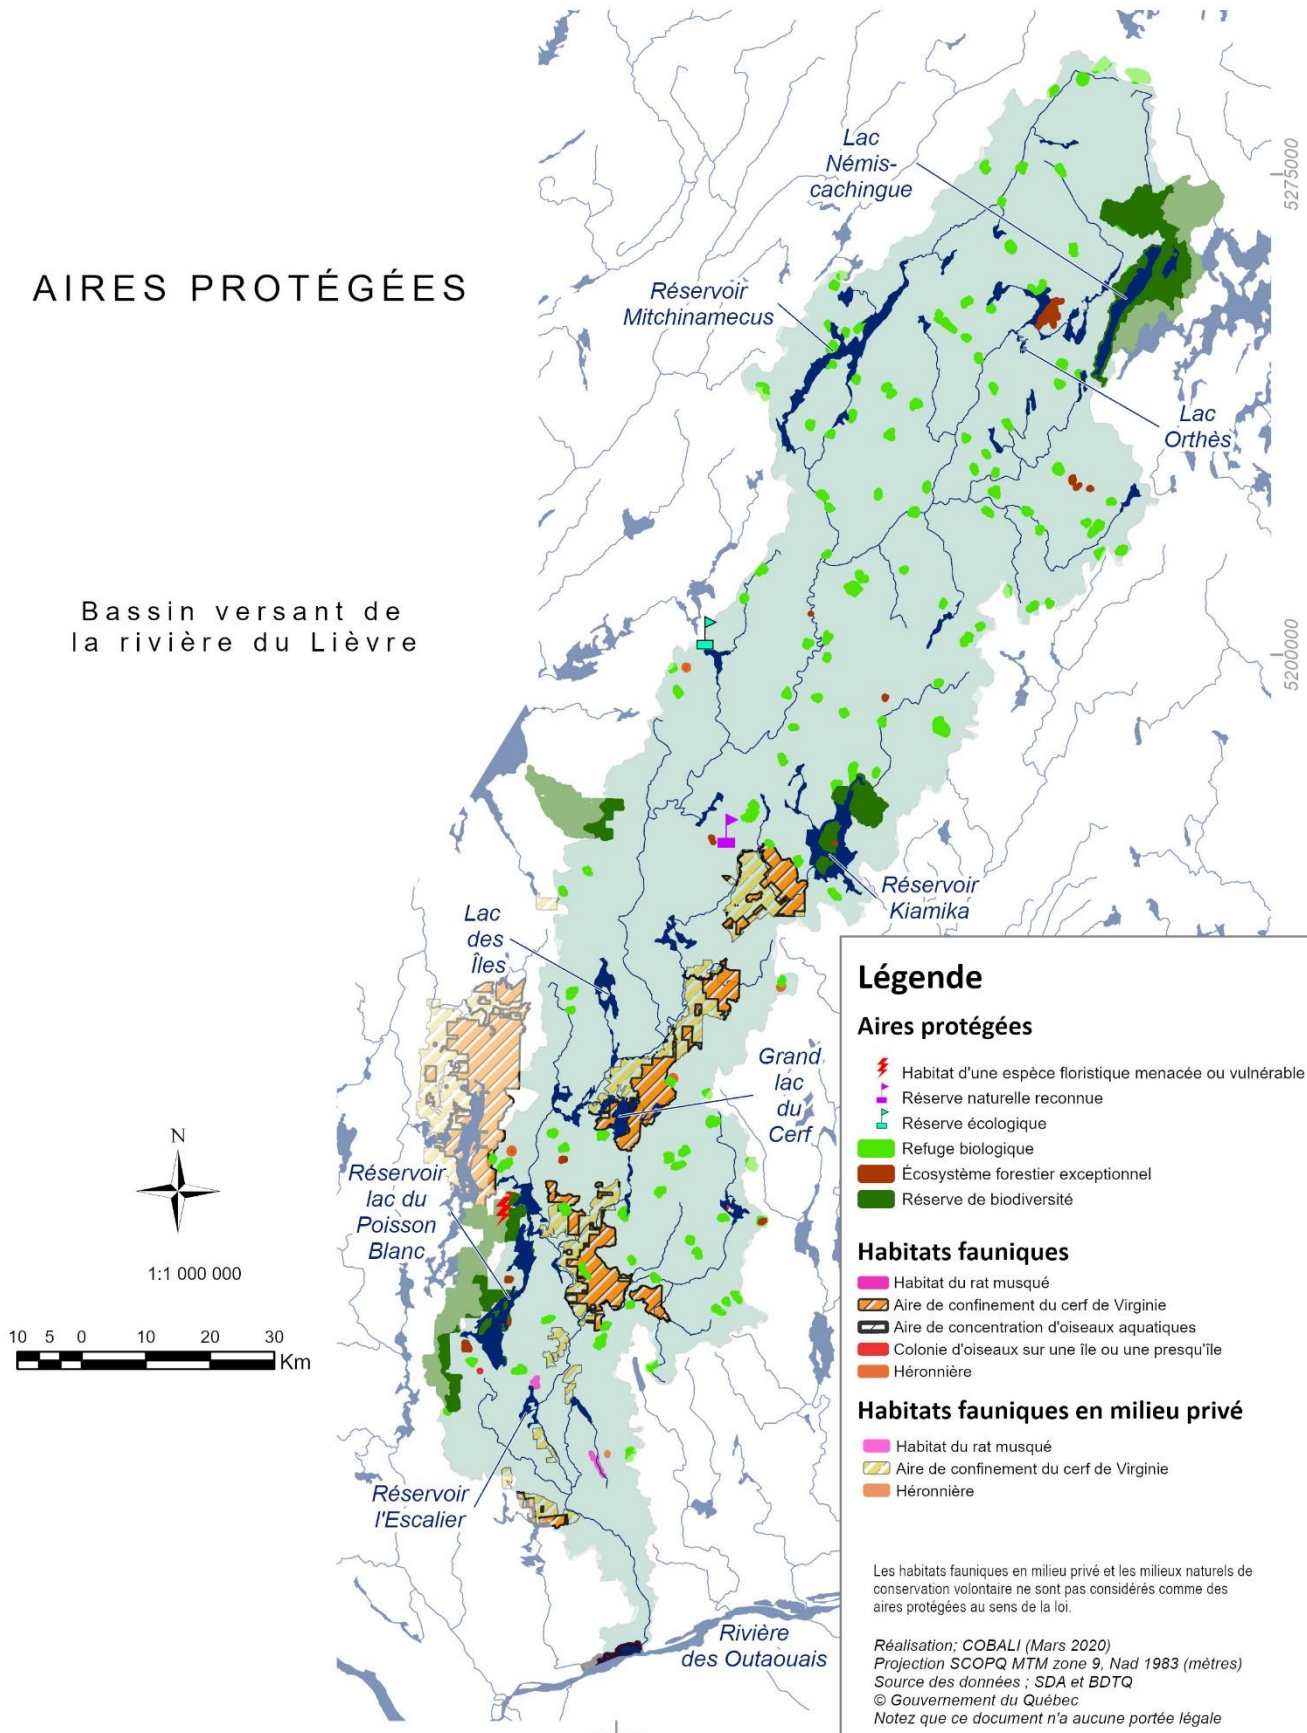 AIRES PROTÉGÉES
Bassin versant de
la rivière du Lièvre
Lac
Némis-
cachingue
5275000
Réservoir
Mitchinamecus
Lac
Orthès
5200000
Réservoir
Kiamika
Lac
des
Îles
Grand
lac
du
Cerf
Réservoir
lac du
Poisson
Blanc
N
1:1 000 000
10 5 0 10 20 30
Km
Réservoir
l'Escalier
Rivière
des Outaouais
Légende
Aires protégées
Habitat d'une espèce floristique menacée ou vulnérable
Réserve naturelle reconnue
Réserve écologique
Refuge biologique
Écosystème forestier exceptionnel
Réserve de biodiversité
Habitats fauniques
Habitat du rat musqué
Aire de confinement du cerf de Virginie
Aire de concentration d'oiseaux aquatiques
Colonie d'oiseaux sur une île ou une presqu'île
Héronnière
Habitats fauniques en milieu privé
Habitat du rat musqué
Aire de confinement du cerf de Virginie
Héronnière
Les habitats fauniques en milieu privé et les milieux naturels de
conservation volontaire ne sont pas considérés comme des
aires protégées au sens de la loi.
Réalisation; COBALI (Mars 2020)
Projection SCOPQ MTM zone 9, Nad 1983 (mètres)
Source des données ; SDA et BDTQ
© Gouvernement du Québec
Notez que ce document n'a aucune portée légale